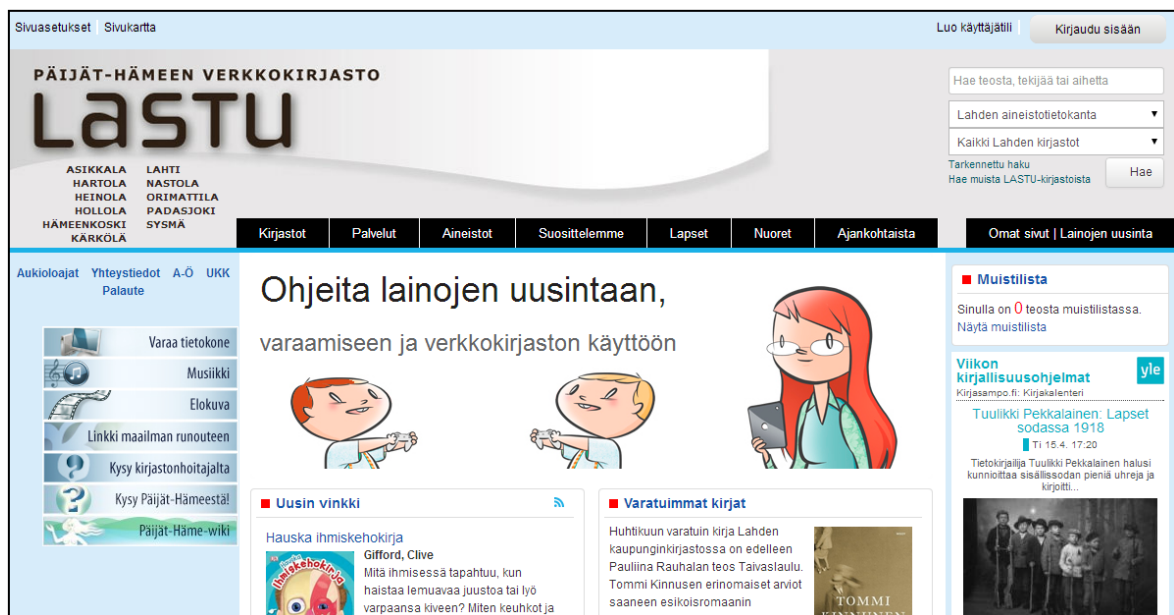 Sivuasetukset Sivukartta
Luo käyttäjätili
Kirjaudu sisään
PÄIJÄT-HÄMEEN VERKKOKIRJASTO
LaSTU
ASIKKALA LAHTI
HARTOLA NASTOLA
HEINOLA ORIMATTILA
HOLLOLA PADASJOKI
HÄMEENKOSKI SYSMÄ
KÄRKÖLÄ
Hae teosta, tekijää tai aihetta
Lahden aineistotietokanta
Kaikki Lahden kirjastot
Tarkennettu haku
Hae muista LASTU-kirjastoista
Hae
Kirjastot Palvelut Aineistot Suosittelemme Lapset Nuoret Ajankohtaista
Omat sivut | Lainojen uusinta
Aukioloajat Yhteystiedot A-Ö UKK
Palaute
Varaa tietokone
Musiikki
Elokuva
Linkki maailman runouteen
Kysy kirjastonhoitajalta
Kysy Päijät-Hämeestä!
Päijät-Häme-wiki
Ohjeita lainojen uusintaan,
varaamiseen ja verkkokirjaston käyttöön
Uusin vinkki
Hauska ihmiskehokirja
Gifford, Clive
Mitä ihmisessä tapahtuu, kun
haistaa lemuavaa juustoa tai lyö
varpaansa kiveen? Miten keuhkot ja
Ihmiskehokirja
Varatuimmat kirjat
Huhtikuun varatuin kirja Lahden
kaupunginkirjastossa on edelleen
Pauliina Rauhalan teos Taivaslaulu.
Tommi Kinnusen erinomaiset arviot
saaneen esikoisromaanin
TOMMI
KINNUNEN
Muistilista
Sinulla on 0 teosta muistilistassa.
Näytä muistilista
Viikon
kirjallisuusohjelmat
yle
Kirjasampo.fi: Kirjakalenteri
Tuulikki Pekkalainen: Lapset
sodassa 1918
Ti 15.4. 17:20
Tietokirjailija Tuulikki Pekkalainen halusi
kunnioittaa sisällissodan pieniä uhreja ja
kirjoitti...